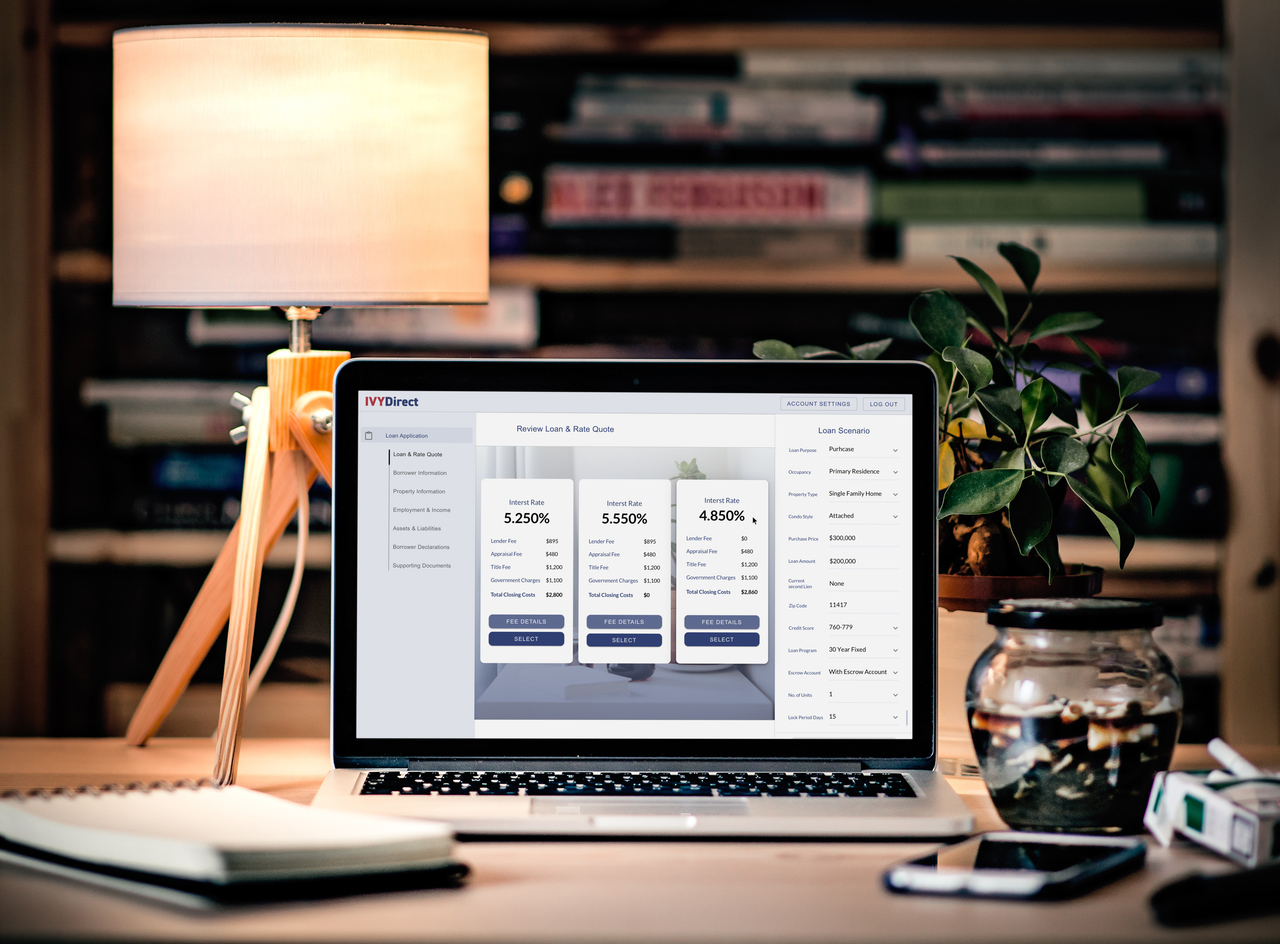 ALEX FERGUSON
IVYDirect
ACCOUNT SETTINGS
LOG OUT
Loan Application
Loan & Rate Quote
Borrower Information
Property Information
Employment & Income
Assets & Liabilities
Borrower Declarations
Supporting Documents
Review Loan & Rate Quote
Interst Rate
5.250%
Lender Fee $895
Appraisal Fee $480
Title Fee $1,200
Government Charges $1,100
Total Closing Costs $2,800
FEE DETAILS
SELECT
Interst Rate
5.550%
Lender Fee $895
Appraisal Fee $480
Title Fee $1,200
Government Charges $1,100
Total Closing Costs $0
FEE DETAILS
SELECT
Interst Rate
4.850%
Lender Fee $0
Appraisal Fee $480
Title Fee $1,200
Government Charges $1,100
Total Closing Costs $2,860
FEE DETAILS
SELECT
Loan Scenario
Loan Purpose Purhcase
Occupancy Primary Residence
Property Type Single Family Home
Condo Style Attached
Purchase Price $300,000
Loan Amount $200,000
Current
second Lien None
Zip Code 11417
Credit Score 760-779
Loan Program 30 Year Fixed
Escrow Account With Escrow Account
No. of Units 1
Lock Period Days 15